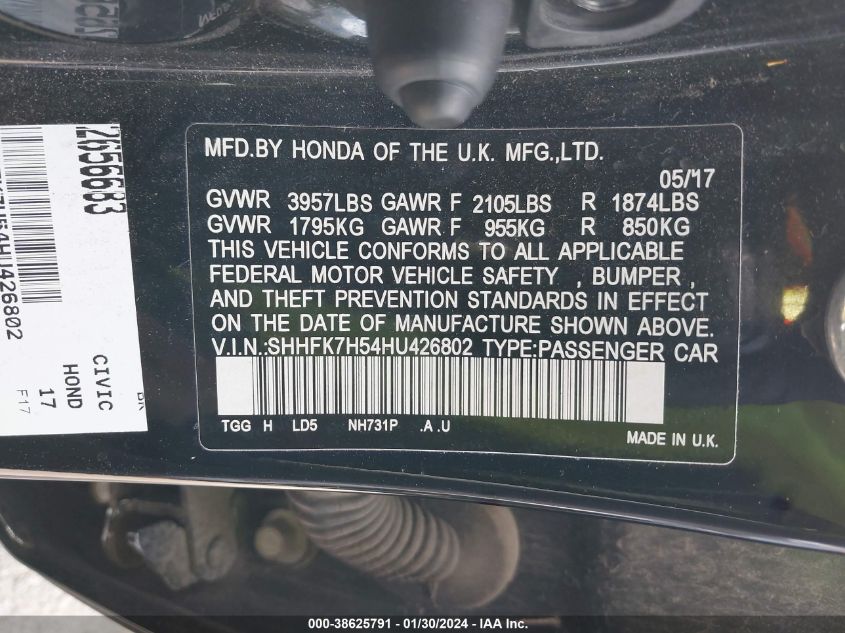 MFD.BY HONDA OF THE U.K. MFG.,LTD.
05/'17
GVWR 3957LBS GAWR F 2105LBS R 1874LBS
GVWR 1795KG GAWR F 955KG R 850KG
THIS VEHICLE CONFORMS TO ALL APPLICABLE
FEDERAL MOTOR VEHICLE SAFETY , BUMPER ,
AND THEFT PREVENTION STANDARDS IN EFFECT
ON THE DATE OF MANUFACTURE SHOWN ABOVE.
V.I.N.:SHHFK7H54HU426802 TYPE:PASSENGER CAR
TGG H LD5 NH731P .A .U
MADE IN U.K.
2656683
CIVIC
HOND
17
F17
000-38625791 - 01/30/2024 - IAA Inc.